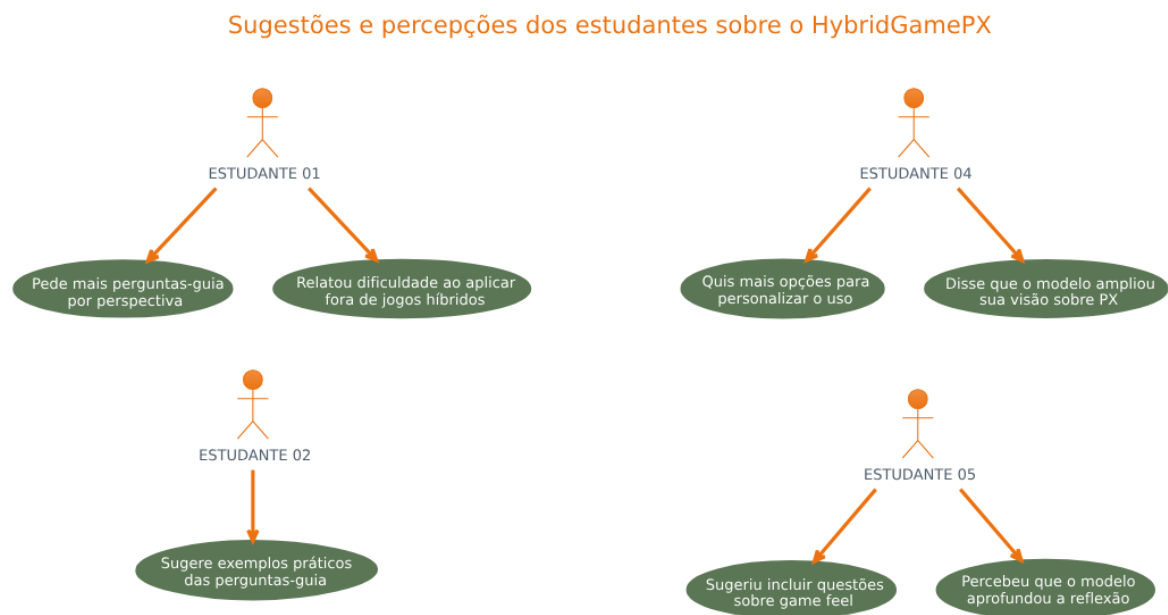 Sugestões e percepções dos estudantes sobre o HybridGamePX
ESTUDANTE 01
Pede mais perguntas-guia
por perspectiva
Relatou dificuldade ao aplicar
fora de jogos híbridos
ESTUDANTE 04
Quis mais opções para
personalizar o uso
Disse que o modelo ampliou
sua visão sobre PX
ESTUDANTE 02
Sugere exemplos práticos
das perguntas-guia
ESTUDANTE 05
Sugeriu incluir questões
sobre game feel
Percebeu que o modelo
aprofundou a reflexão